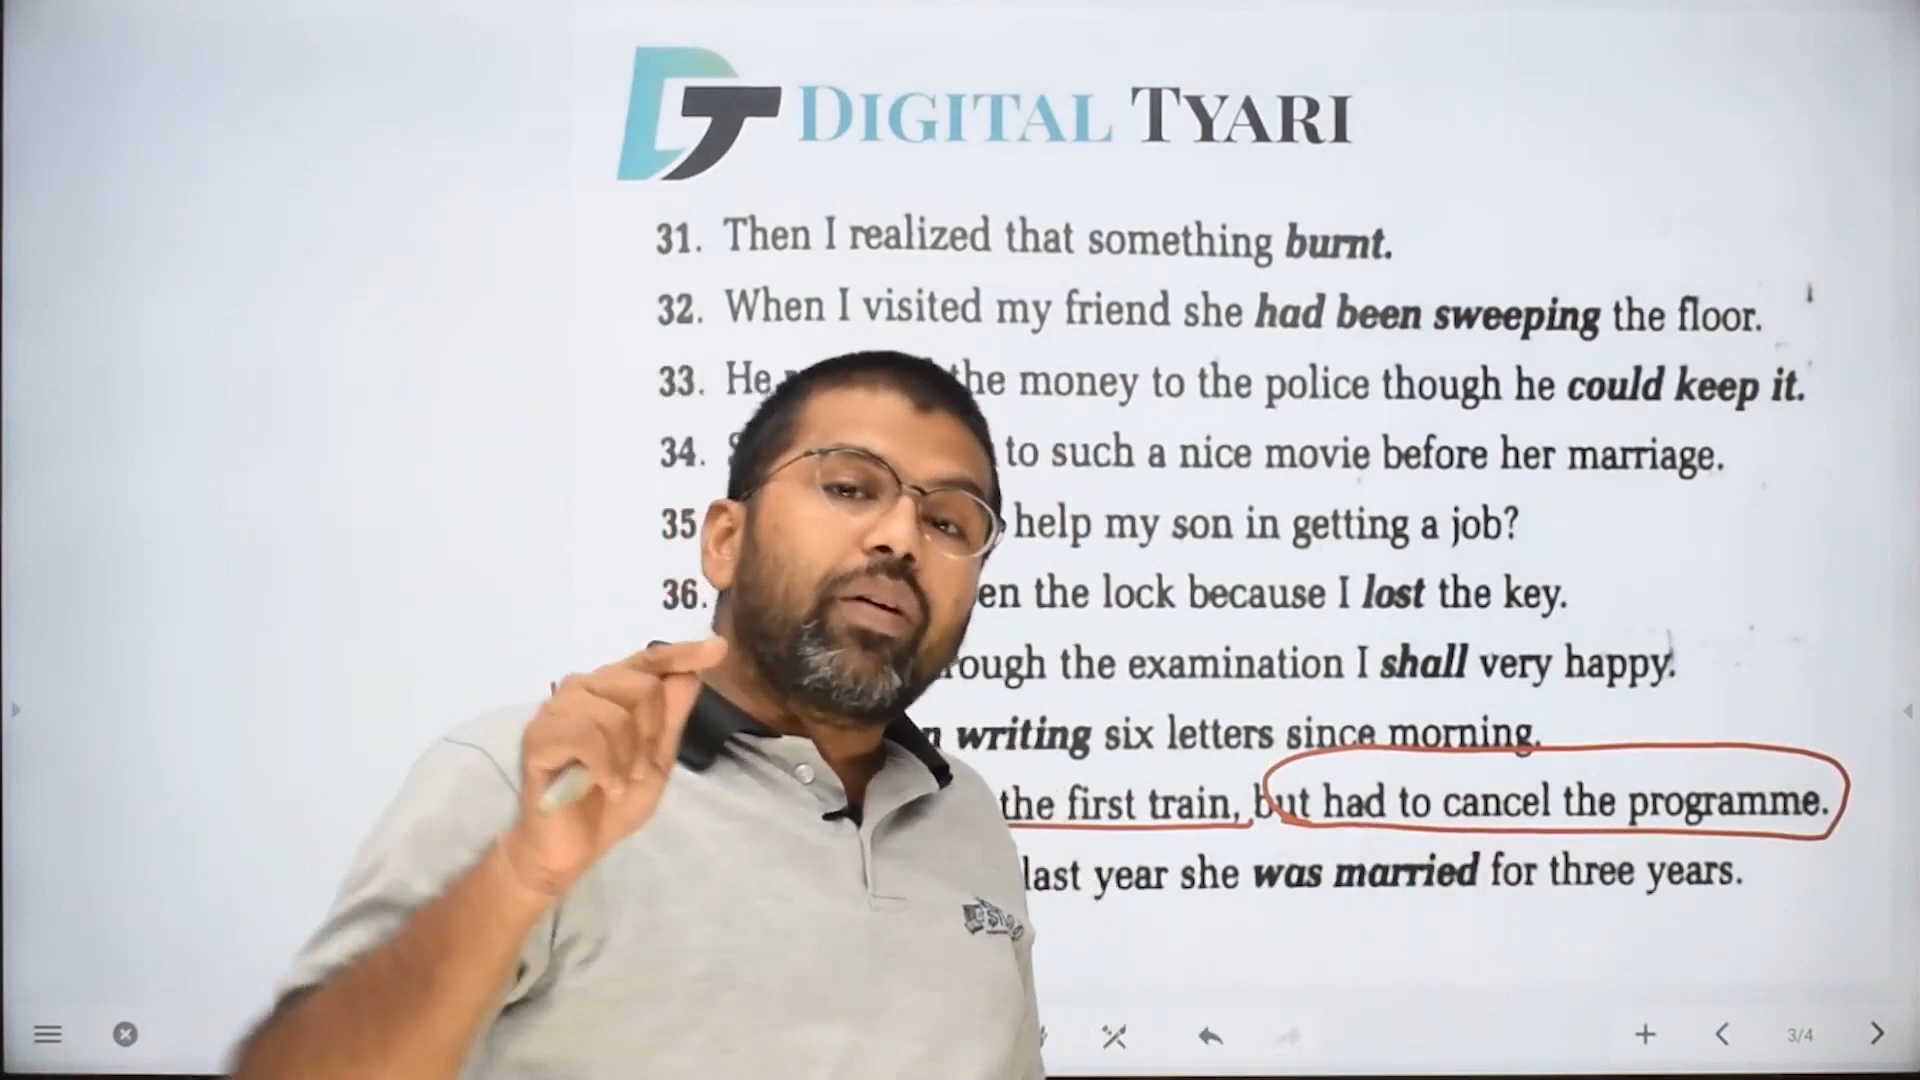 DT DIGITAL TYARI
31. Then I realized that something burnt.
32. When I visited my friend she had been sweeping the floor.
33. He the money to the police though he could keep it.
34. to such a nice movie before her marriage.
35 help my son in getting a job?
36. en the lock because I lost the key.
rough the examination I shall very happy.
n writing six letters since morning.
the first train, but had to cancel the programme.
last year she was married for three years.
3/4